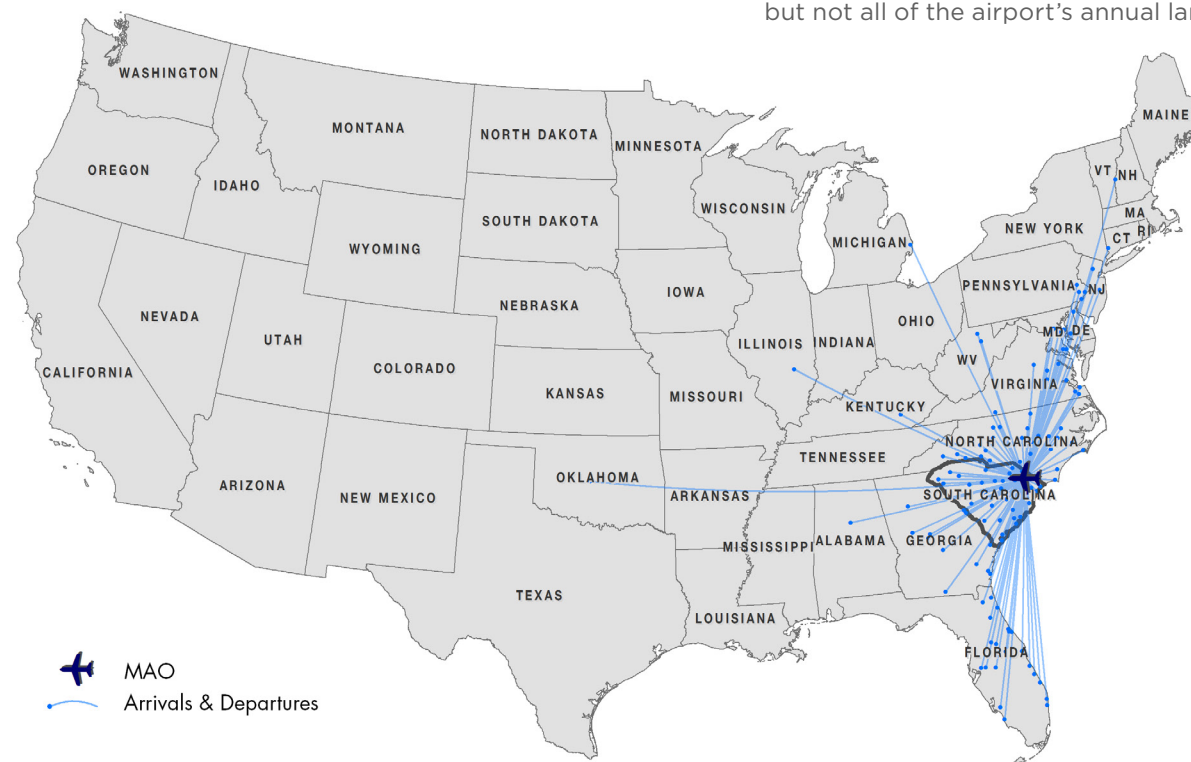 but not all of the airport's annual lan
WASHINGTON
MAINE
MONTANA
NORTH DAKOTA
MINNESOTA
OREGON
VT
NH
IDAHO
WISCONSIN
MA
SOUTH DAKOTA
NEW YORK
RI
CT
MICHIGAN
WYOMING
PENNSYLVANIA
NJ
IOWA
NEBRASKA
NEVADA
OHIO
MD
DE
UTAH
ILLINOIS
INDIANA
WV
COLORADO
CALIFORNIA
VIRGINIA
KANSAS
MISSOURI
KENTUCKY
NORTH CAROLINA
TENNESSEE
OKLAHOMA
ARIZONA
NEW MEXICO
ARKANSAS
SOUTH CAROLINA
MISSISSIPPI
ALABAMA
GEORGIA
TEXAS
LOUISIANA
FLORIDA
MAO
Arrivals & Departures